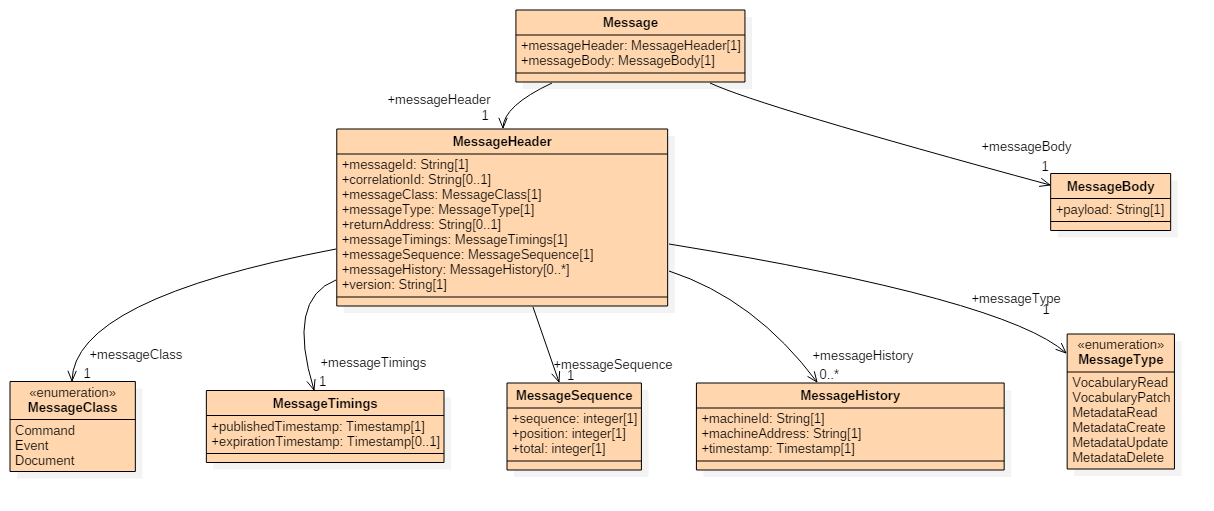 Message
+messageHeader: MessageHeader[1]
+messageBody: MessageBody[1]
+messageHeader
1
+messageBody
1
MessageHeader
+messageId: String[1]
+correlationId: String[0..1]
+messageClass: MessageClass[1]
+messageType: MessageType[1]
+returnAddress: String[0..1]
+messageTimings: MessageTimings[1]
+messageSequence: MessageSequence[1]
+messageHistory: MessageHistory[0..*]
+version: String[1]
MessageBody
+payload: String[1]
+messageClass
1
+messageTimings
1
+messageSequence
1
+messageHistory
0..*
+messageType
1
«enumeration»
MessageClass
Command
Event
Document
MessageTimings
+publishedTimestamp: Timestamp[1]
+expirationTimestamp: Timestamp[0..1]
MessageSequence
+sequence: integer[1]
+position: integer[1]
+total: integer[1]
MessageHistory
+machineId: String[1]
+machineAddress: String[1]
+timestamp: Timestamp[1]
«enumeration»
MessageType
VocabularyRead
VocabularyPatch
MetadataRead
MetadataCreate
MetadataUpdate
MetadataDelete